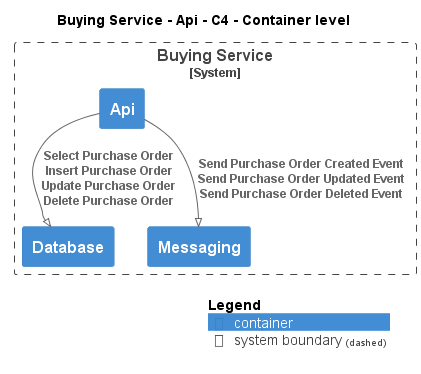 Buying Service - Api - C4 - Container level
Buying Service
[System]
Api
Select Purchase Order
Insert Purchase Order
Update Purchase Order
Delete Purchase Order
Send Purchase Order Created Event
Send Purchase Order Updated Event
Send Purchase Order Deleted Event
Database
Messaging
Legend
container
system boundary (dashed)